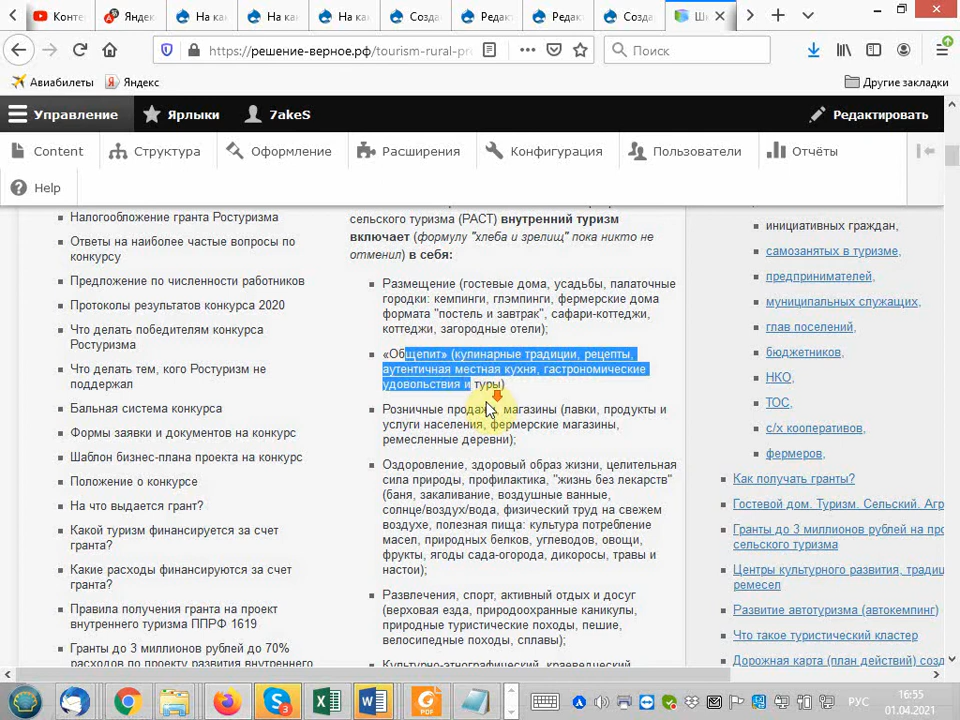 Конте
Яндек
На ка
На ка
На ка
Созда
Редак
Редак
Созда
Ш
https://решение-верное.рф/tourism-rural-pr
Поиск
Авиабилеты
Яндекс
Другие закладки
Управление
Ярлыки
7akeS
Редактировать
Content
Структура
Оформление
Расширения
Конфигурация
Пользователи
Отчёты
Help
Налогообложение гранта Ростуризма
Ответы на наиболее частые вопросы по
конкурсу
Предложение по численности работников
Протоколы результатов конкурса 2020
Что делать победителям конкурса
Ростуризма
Что делать тем, кого Ростуризм не
поддержал
Бальная система конкурса
Формы заявки и документов на конкурс
Шаблон бизнес-плана проекта на конкурс
Положение о конкурсе
На что выдается грант?
Какой туризм финансируется за счет
гранта?
Какие расходы финансируются за счет
гранта?
Правила получения гранта на проект
внутреннего туризма ППРФ 1619
Гранты до 3 миллионов рублей до 70%
расходов по проекту развития внутреннего
сельского туризма (РАСТ) внутренний туризм
включает (формулу "хлеба и зрелищ" пока никто не
отменил) в себя:
Размещение (гостевые дома, усадьбы, палаточные
городки: кемпинги, глэмпинги, фермерские дома
формата "постель и завтрак", сафари-коттеджи,
коттеджи, загородные отели);
«Общепит» (кулинарные традиции, рецепты,
аутентичная местная кухня, гастрономические
удовольствия и туры)
Розничные продажи, магазины (лавки, продукты и
услуги населения, фермерские магазины,
ремесленные деревни);
Оздоровление, здоровый образ жизни, целительная
сила природы, профилактика, "жизнь без лекарств"
(баня, закаливание, воздушные ванные,
солнце/воздух/вода, физический труд на свежем
воздухе, полезная пища: культура потребление
масел, природных белков, углеводов, овощи,
фрукты, ягоды сада-огорода, дикоросы, травы и
настои);
Развлечения, спорт, активный отдых и досуг
(верховая езда, природоохранные каникулы,
природные туристические походы, пешие,
велосипедные походы, сплавы);
Культурно-этнографический, краеведческий,
инициативных граждан,
самозанятых в туризме,
предпринимателей,
муниципальных служащих,
глав поселений,
бюджетников,
НКО,
ТОС,
с/х кооперативов,
фермеров,
Как получать гранты?
Гостевой дом. Туризм. Сельский. Агр
Гранты до 3 миллионов рублей на про
сельского туризма
Центры культурного развития, традиц
ремесел
Развитие автотуризма (автокемпинг)
Что такое туристический кластер
Дорожная карта (план действий) созд
3
PDF
РУС
16:55
01.04.2021